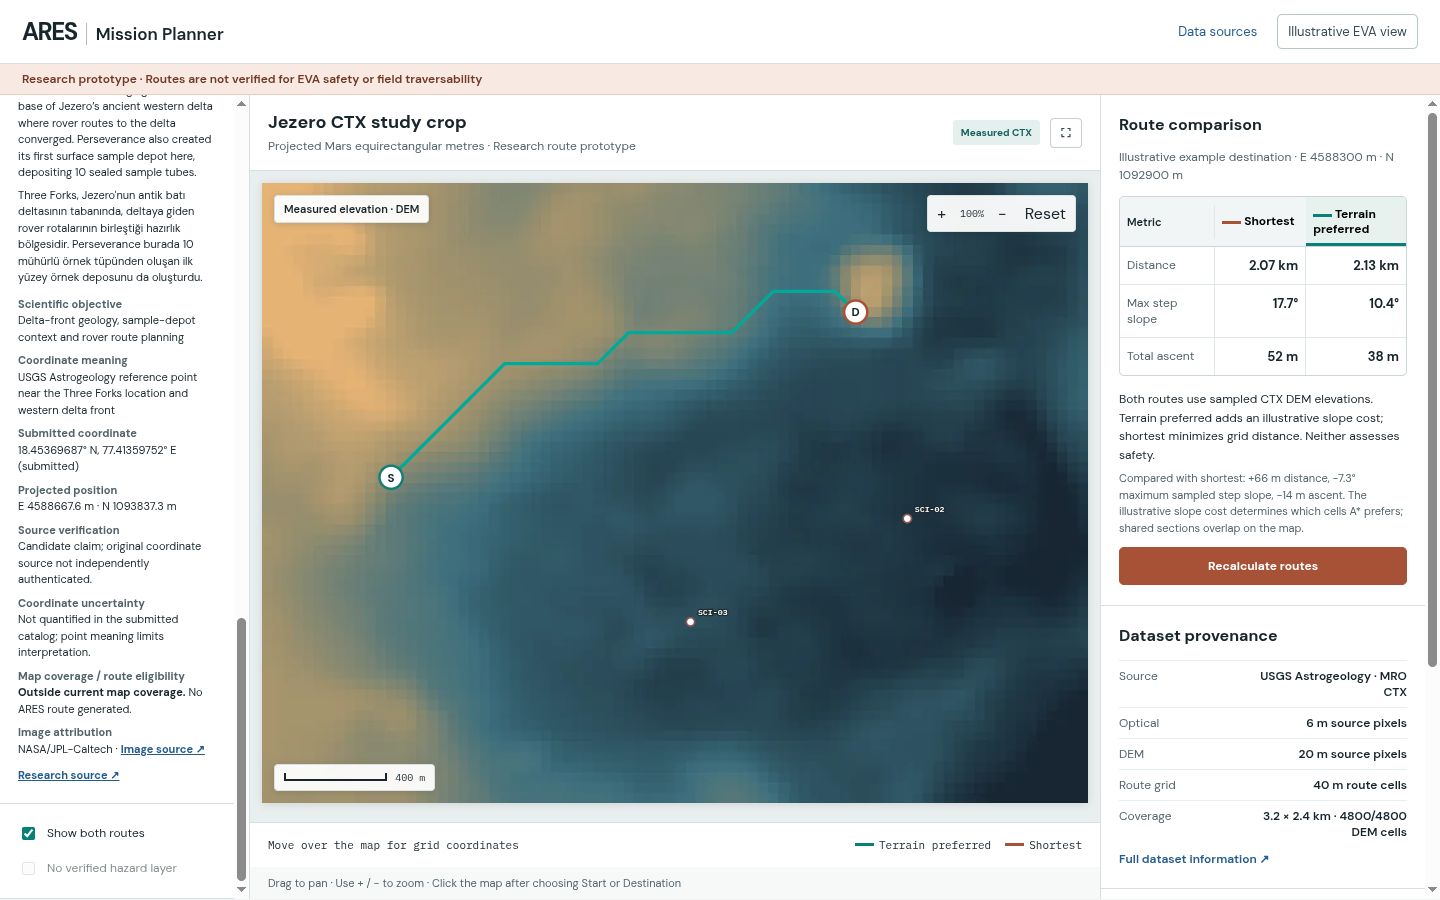 ARES Mission Planner
Data sources
Illustrative EVA view
Research prototype · Routes are not verified for EVA safety or field traversability
base of Jezero's ancient western delta
where rover routes to the delta
converged. Perseverance also created
its first surface sample depot here,
depositing 10 sealed sample tubes.
Three Forks, Jezero'nun antik batı
deltasının tabanında, deltaya giden
rover rotalarının birleştiği hazırlık
bölgesidir. Perseverance burada 10
mühürlü örnek tüpünden oluşan ilk
yüzey örnek deposunu da oluşturdu.
Scientific objective
Delta-front geology, sample-depot
context and rover route planning
Coordinate meaning
USGS Astrogeology reference point
near the Three Forks location and
western delta front
Submitted coordinate
18.45369687° N, 77.41359752° E
(submitted)
Projected position
E 4588667.6 m · N 1093837.3 m
Source verification
Candidate claim; original coordinate
source not independently
authenticated.
Coordinate uncertainty
Not quantified in the submitted
catalog; point meaning limits
interpretation.
Map coverage / route eligibility
Outside current map coverage. No
ARES route generated.
Image attribution
NASA/JPL-Caltech · Image source ↗
Research source ↗
Show both routes
No verified hazard layer
Jezero CTX study crop
Projected Mars equirectangular metres · Research route prototype
Measured CTX
Measured elevation · DEM
+ 100% − Reset
D
S
SCI-02
SCI-03
400 m
Move over the map for grid coordinates
Terrain preferred
Shortest
Drag to pan · Use + / − to zoom · Click the map after choosing Start or Destination
Route comparison
Illustrative example destination · E 4588300 m · N
1092900 m
Metric Shortest Terrain
preferred
Distance 2.07 km 2.13 km
Max step 17.7° 10.4°
slope
Total ascent 52 m 38 m
Both routes use sampled CTX DEM elevations.
Terrain preferred adds an illustrative slope cost;
shortest minimizes grid distance. Neither assesses
safety.
Compared with shortest: +66 m distance, −7.3°
maximum sampled step slope, −14 m ascent. The
illustrative slope cost determines which cells A* prefers;
shared sections overlap on the map.
Recalculate routes
Dataset provenance
Source USGS Astrogeology · MRO
CTX
Optical 6 m source pixels
DEM 20 m source pixels
Route grid 40 m route cells
Coverage 3.2 × 2.4 km · 4800/4800
DEM cells
Full dataset information ↗